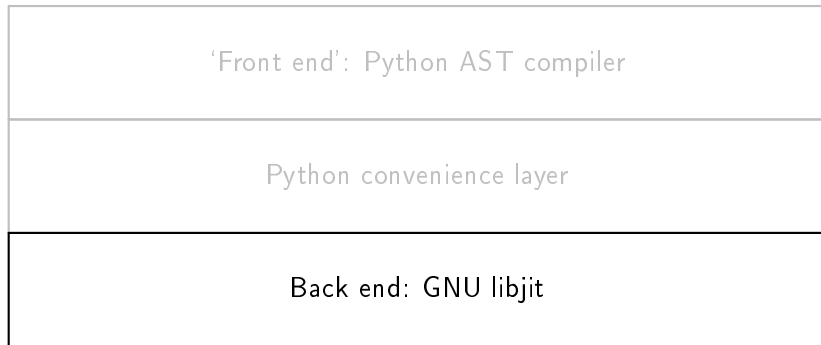 ‘Front end’: Python AST compiler
Python convenience layer
Back end: GNU libjit